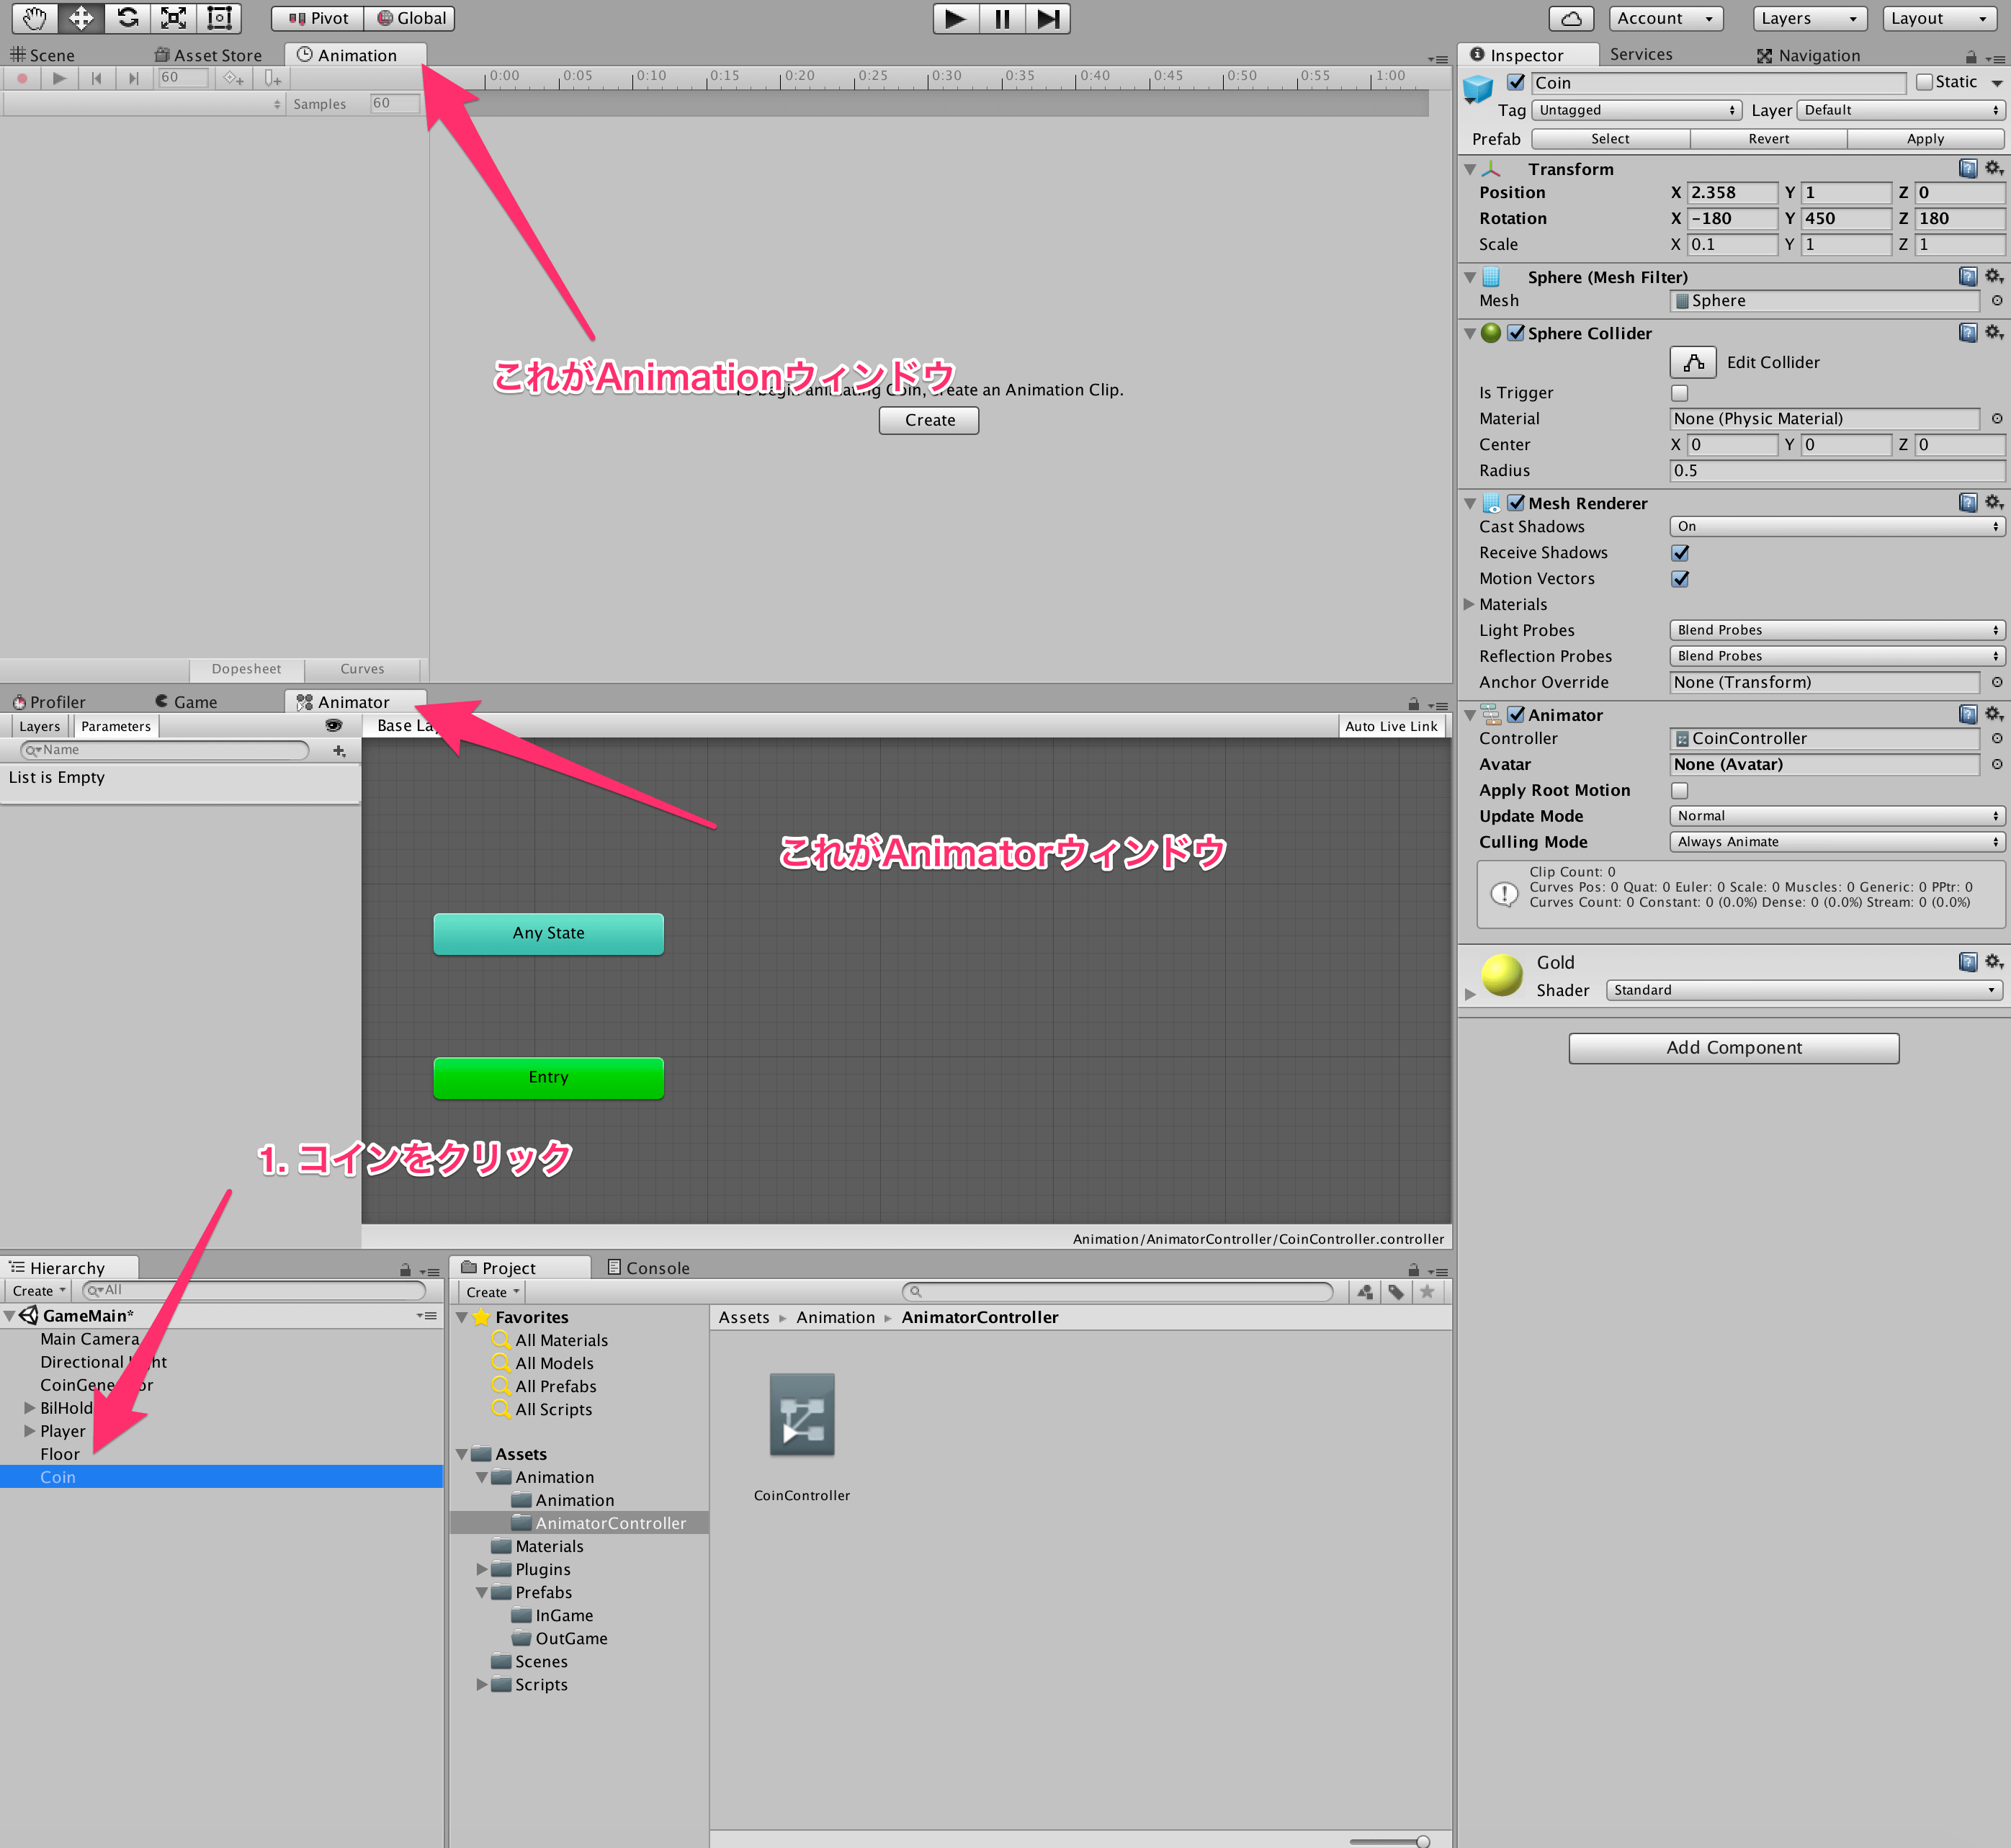 Pivot Global Account Layers Layout
Scene Asset Store Animation
60 0:00 0:05 0:10 0:15 0:20 0:25 0:30 0:35 0:40 0:45 0:50 0:55 1:00
Samples 60
これがAnimationウィンドウ
begin animating Coin, create an Animation Clip.
Create
Dopesheet Curves
Profiler Game Animator
Layers Parameters Base Auto Live Link
Name
List is Empty
これがAnimatorウィンドウ
Any State
Entry
1. コインをクリック
Animation/AnimatorController/CoinController.controller
Hierarchy
Create All
GameMain*
Main Camera
Directional
CoinGene
BilHold
Player
Floor
Coin
Project Console
Create
Favorites
All Materials
All Models
All Prefabs
All Scripts
Assets
Animation
Animation
AnimatorController
Materials
Plugins
Prefabs
InGame
OutGame
Scenes
Scripts
Assets Animation AnimatorController
CoinController
Inspector Services Navigation
Coin Static
Tag Untagged Layer Default
Prefab Select Revert Apply
Transform
Position X 2.358 Y 1 Z 0
Rotation X -180 Y 450 Z 180
Scale X 0.1 Y 1 Z 1
Sphere (Mesh Filter)
Mesh Sphere
Sphere Collider
Edit Collider
Is Trigger
Material None (Physic Material)
Center X 0 Y 0 Z 0
Radius 0.5
Mesh Renderer
Cast Shadows On
Receive Shadows
Motion Vectors
Materials
Light Probes Blend Probes
Reflection Probes Blend Probes
Anchor Override None (Transform)
Animator
Controller CoinController
Avatar None (Avatar)
Apply Root Motion
Update Mode Normal
Culling Mode Always Animate
Clip Count: 0
Curves Pos: 0 Quat: 0 Euler: 0 Scale: 0 Muscles: 0 Generic: 0 PPtr: 0
Curves Count: 0 Constant: 0 (0.0%) Dense: 0 (0.0%) Stream: 0 (0.0%)
Gold
Shader Standard
Add Component